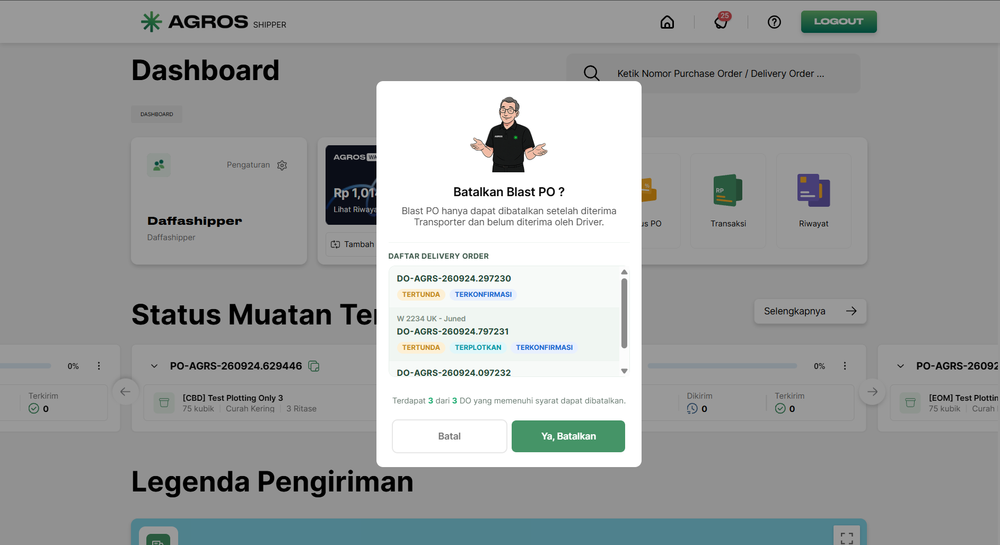 AGROS SHIPPER
25
LOGOUT
Dashboard
Ketik Nomor Purchase Order / Delivery Order ...
DASHBOARD
Pengaturan
Daffashipper
Daffashipper
AGROS WA
Rp 1,01
Lihat Riwaya
Tambah
us PO
RP
Transaksi
Riwayat
AGROS
Batalkan Blast PO ?
Blast PO hanya dapat dibatalkan setelah diterima
Transporter dan belum diterima oleh Driver.
DAFTAR DELIVERY ORDER
DO-AGRS-260924.297230
TERTUNDA TERKONFIRMASI
W 2234 UK - Juned
DO-AGRS-260924.797231
TERTUNDA TERPLOTKAN TERKONFIRMASI
DO-AGRS-260924.097232
Terdapat 3 dari 3 DO yang memenuhi syarat dapat dibatalkan.
Batal
Ya, Batalkan
Status Muatan Ter
Selengkapnya
0%
Terkirim
0
PO-AGRS-260924.629446
[CBD] Test Plotting Only 3
75 kubik Curah Kering 3 Ritase
0%
Dikirim
0
Terkirim
0
PO-AGRS-26092
[EOM] Test Plottin
75 kubik Curah
Legenda Pengiriman